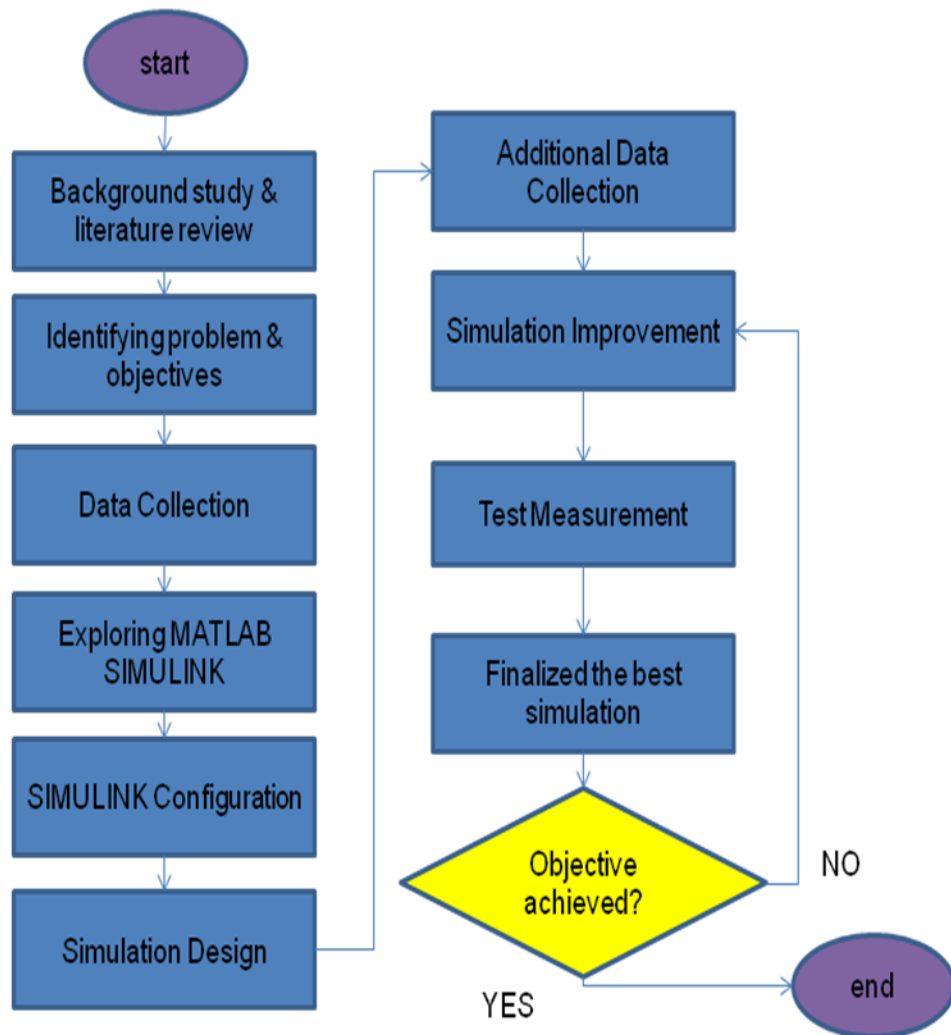 start
Background study &
literature review
Identifying problem &
objectives
Data Collection
Exploring MATLAB
SIMULINK
SIMULINK Configuration
Simulation Design
Additional Data
Collection
Simulation Improvement
Test Measurement
Finalized the best
simulation
Objective
achieved?
NO
YES
end